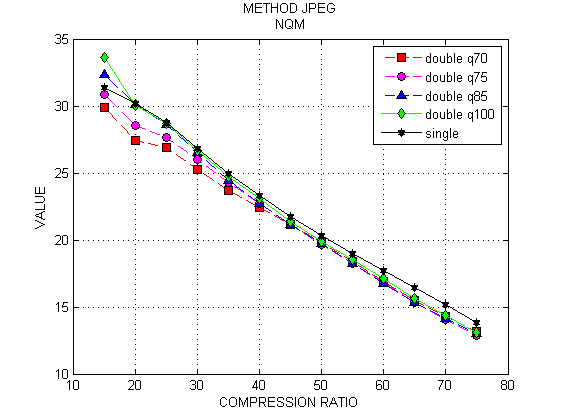 METHOD JPEG
NQM
35
30
25
20
15
10
VALUE
double q70
double q75
double q85
double q100
single
10 20 30 40 50 60 70 80
COMPRESSION RATIO